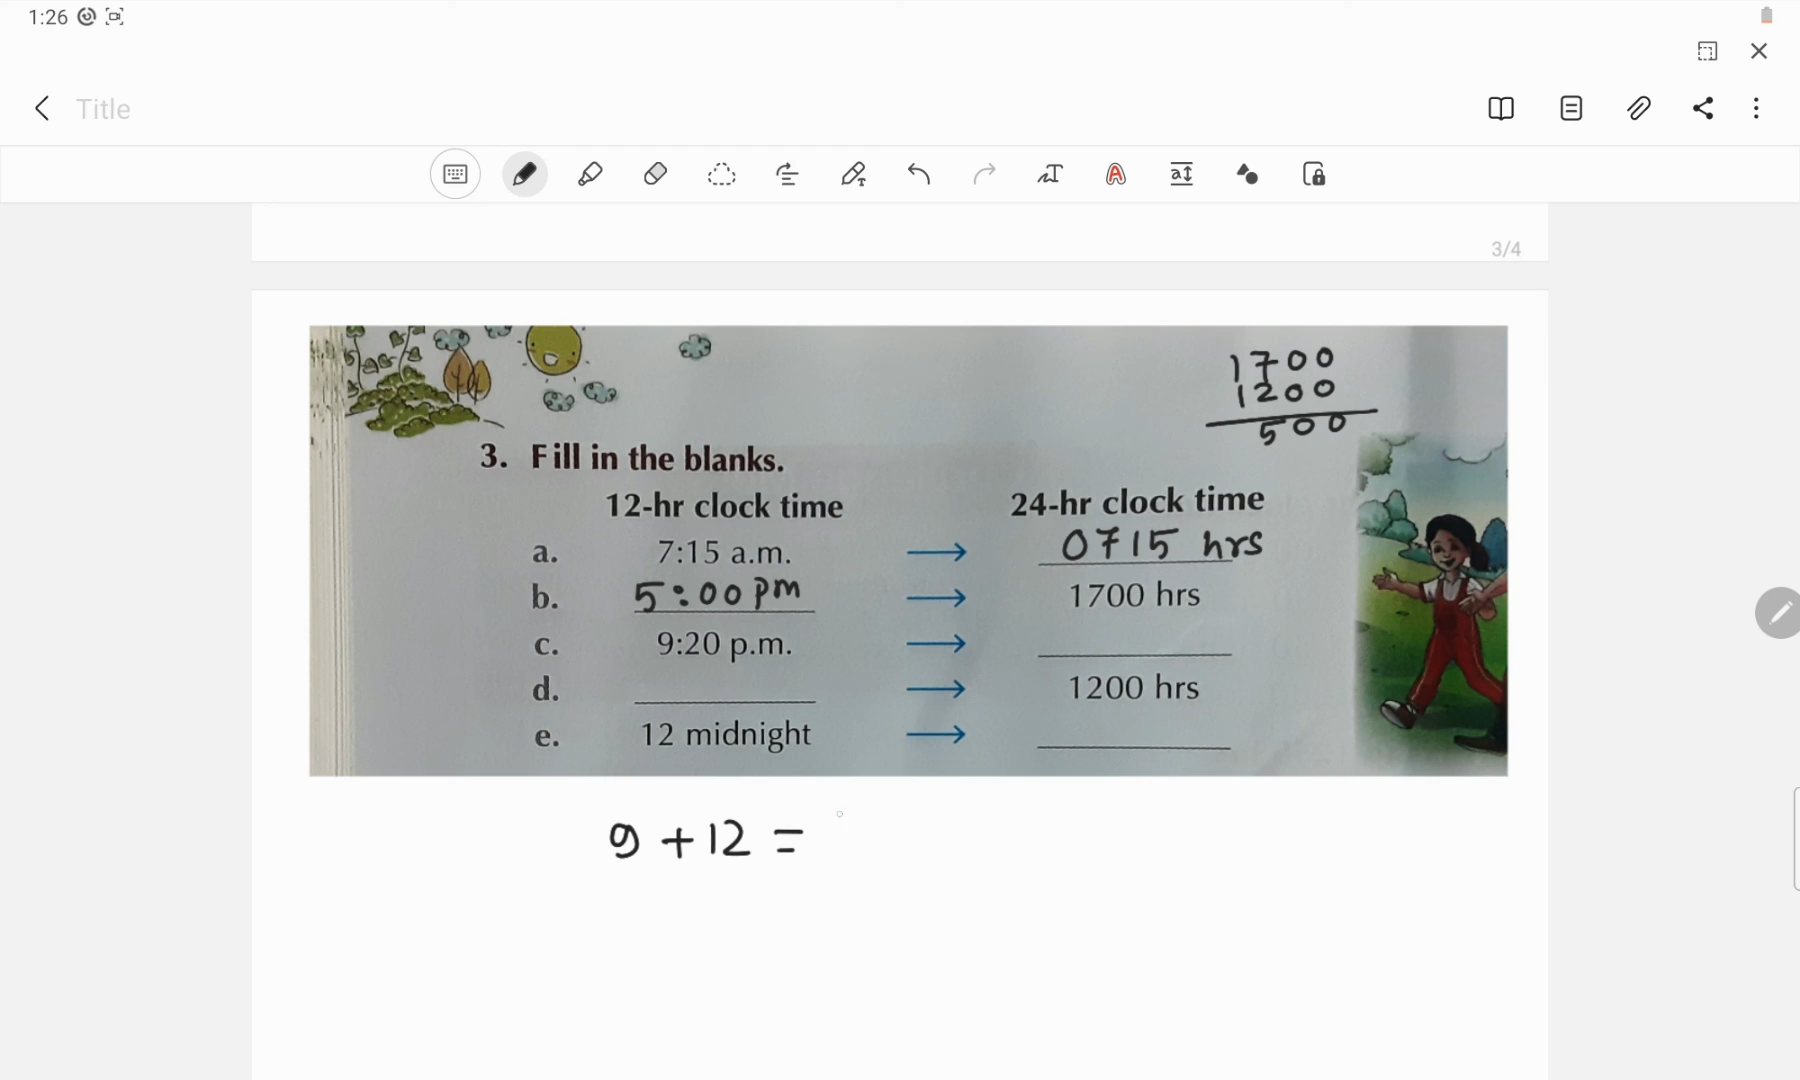 1:26
Title
3/4
1700
1200
500
3. Fill in the blanks.
12-hr clock time 24-hr clock time
a. 7:15 a.m. → 0715 hrs
b. 5:00 pm → 1700 hrs
c. 9:20 p.m. →
d. → 1200 hrs
e. 12 midnight →
9 + 12 =